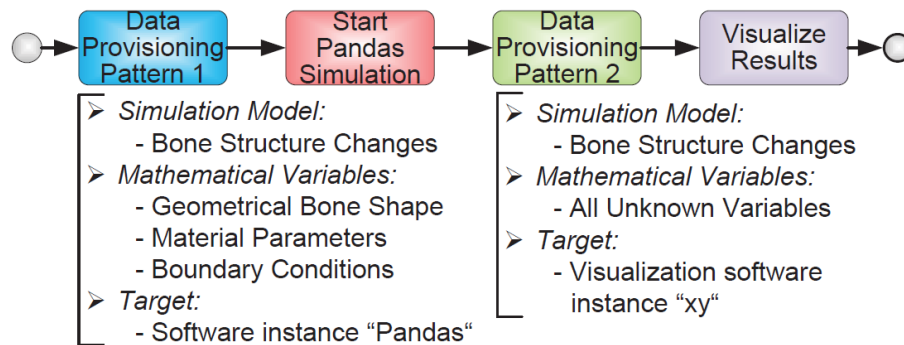 Data
Provisioning
Pattern 1
Start
Pandas
Simulation
Data
Provisioning
Pattern 2
Visualize
Results
➢ Simulation Model:
- Bone Structure Changes
➢ Mathematical Variables:
- Geometrical Bone Shape
- Material Parameters
- Boundary Conditions
➢ Target:
- Software instance “Pandas“
➢ Simulation Model:
- Bone Structure Changes
➢ Mathematical Variables:
- All Unknown Variables
➢ Target:
- Visualization software
instance “xy“